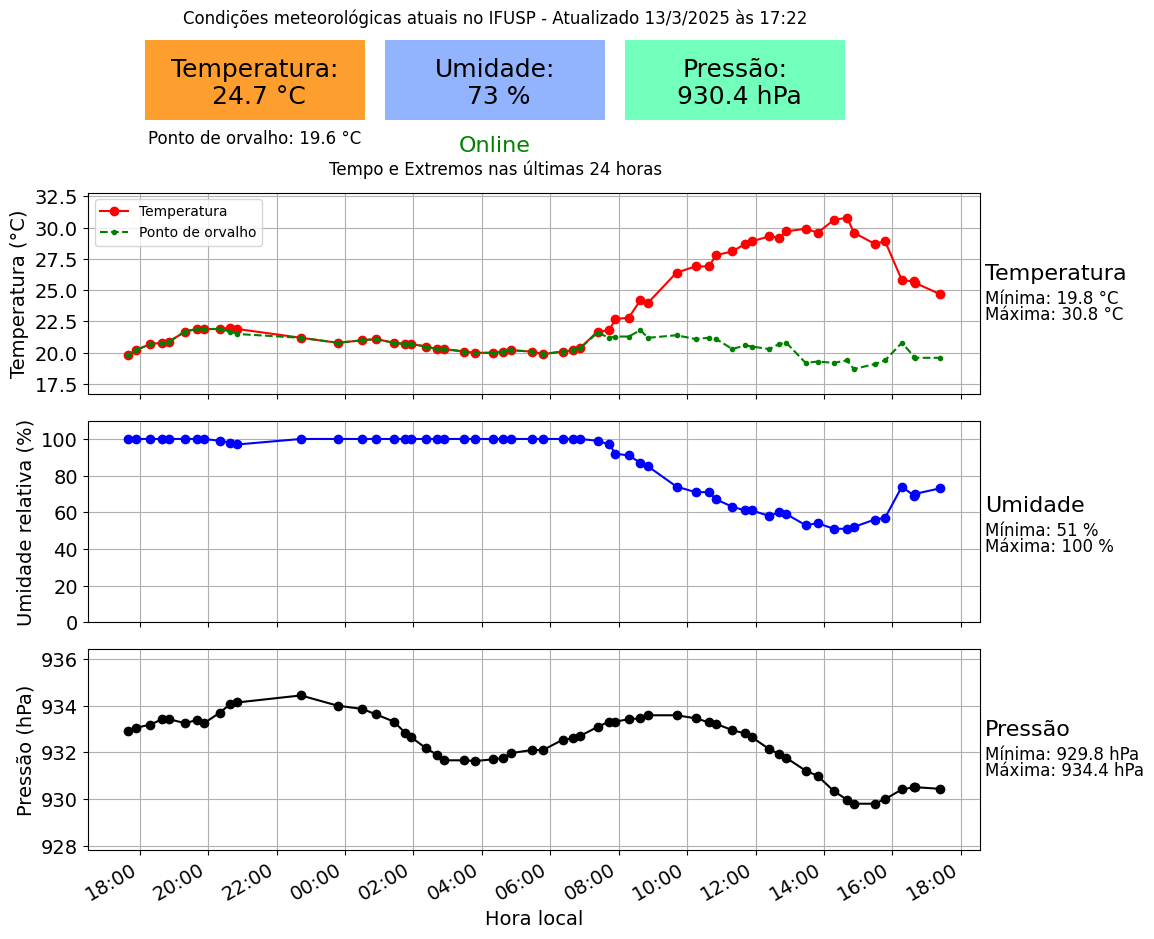 Condições meteorológicas atuais no IFUSP - Atualizado 13/3/2025 às 17:22
Temperatura:
24.7 °C
Umidade:
73 %
Pressão:
930.4 hPa
Ponto de orvalho: 19.6 °C
Online
Tempo e Extremos nas últimas 24 horas
Temperatura (°C)
32.5
30.0
27.5
25.0
22.5
20.0
17.5
Temperatura
Ponto de orvalho
Temperatura
Mínima: 19.8 °C
Máxima: 30.8 °C
Umidade relativa (%)
100
80
60
40
20
0
Umidade
Mínima: 51 %
Máxima: 100 %
Pressão (hPa)
936
934
932
930
928
Pressão
Mínima: 929.8 hPa
Máxima: 934.4 hPa
18:00 20:00 22:00 00:00 02:00 04:00 06:00 08:00 10:00 12:00 14:00 16:00 18:00
Hora local